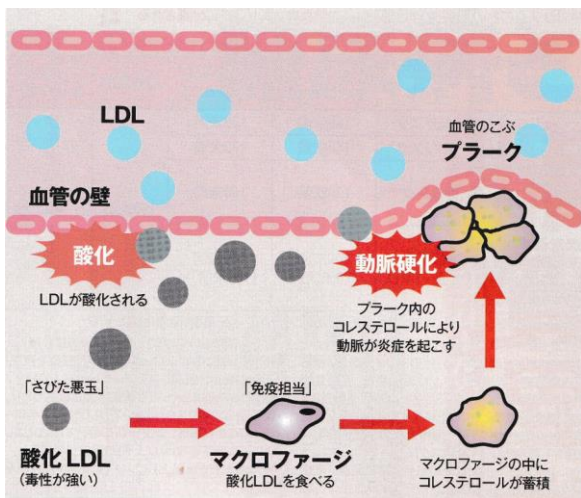 LDL
血管のこぶ
プラーク
血管の壁
酸化
LDLが酸化される
動脈硬化
プラーク内の
コレステロールにより
動脈が炎症を起こす
「さびた悪玉」
酸化LDL
(毒性が強い)
「免疫担当」
マクロファージ
酸化LDLを食べる
マクロファージの中に
コレステロールが蓄積